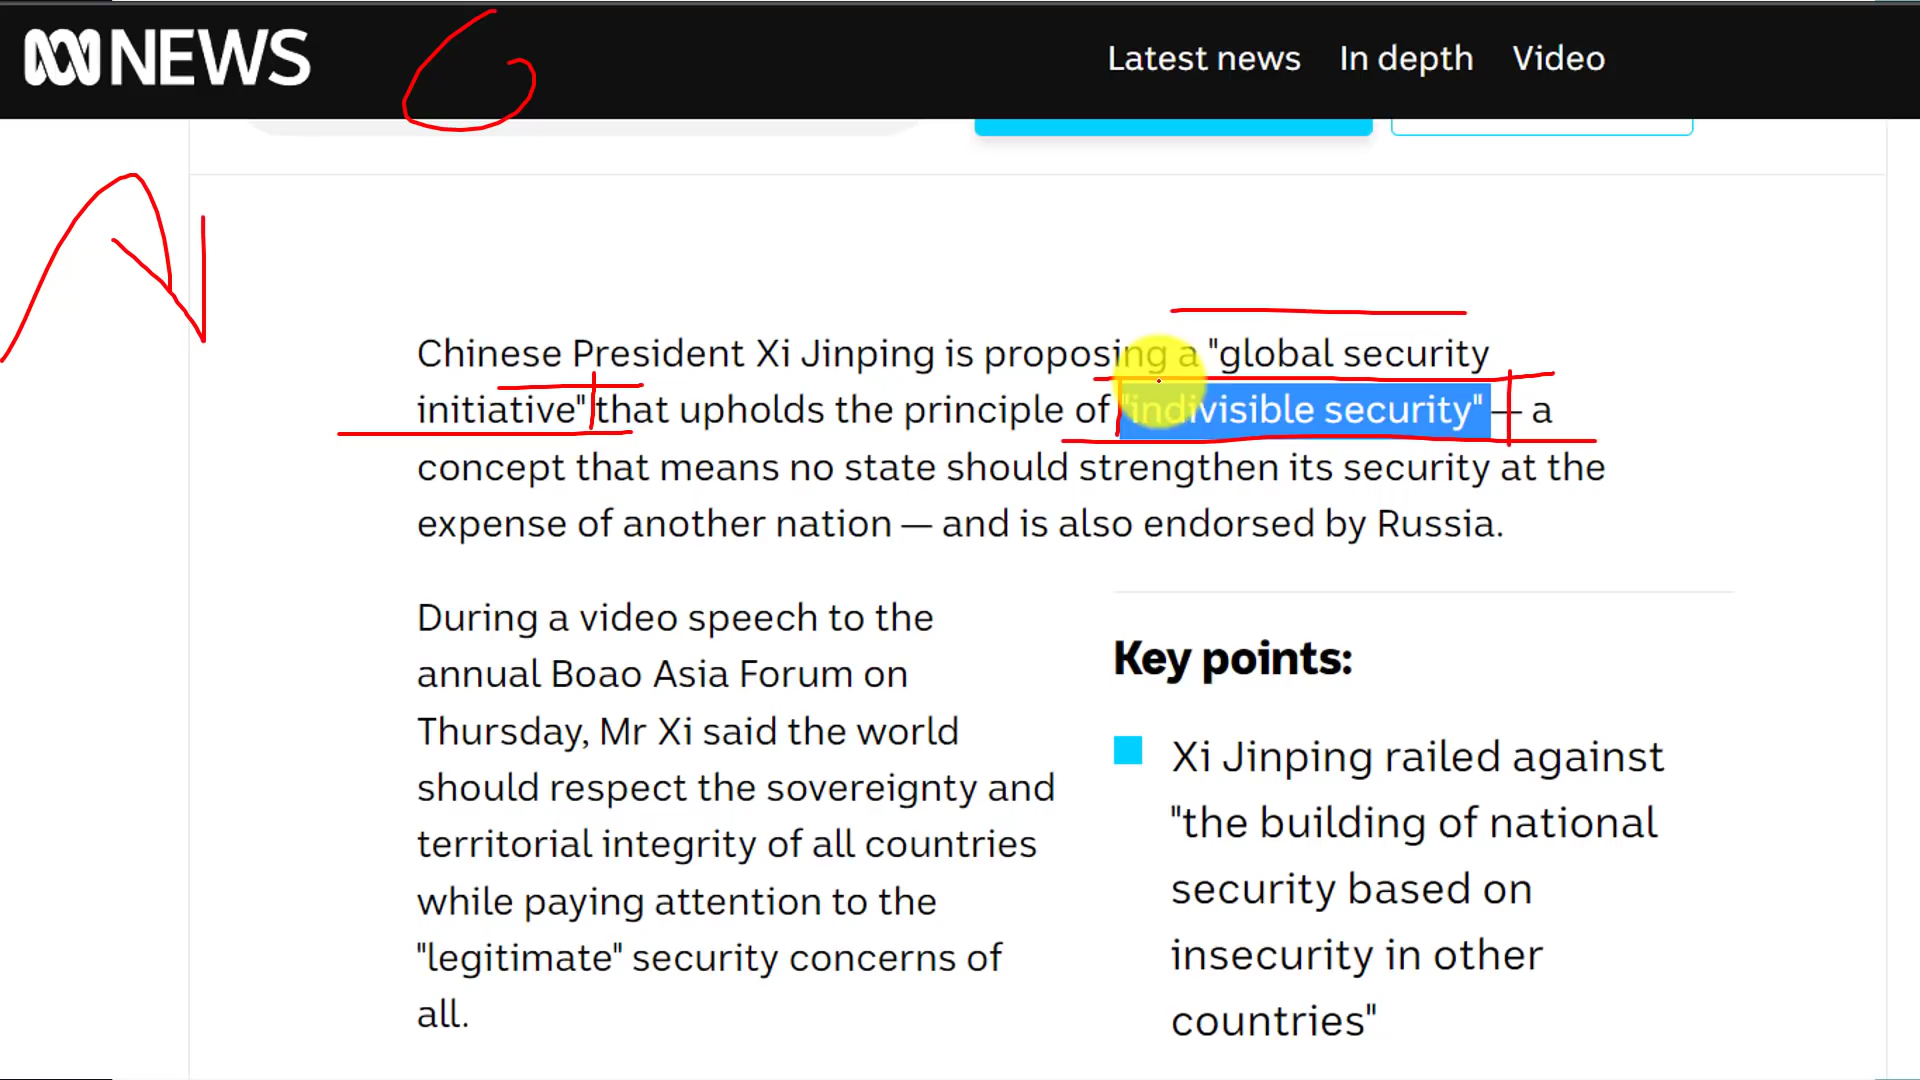 NEWS
Latest news In depth Video
Chinese President Xi Jinping is proposing a "global security
initiative" that upholds the principle of "indivisible security" — a
concept that means no state should strengthen its security at the
expense of another nation — and is also endorsed by Russia.
During a video speech to the
annual Boao Asia Forum on
Thursday, Mr Xi said the world
should respect the sovereignty and
territorial integrity of all countries
while paying attention to the
"legitimate" security concerns of
all.
Key points:
Xi Jinping railed against
"the building of national
security based on
insecurity in other
countries"